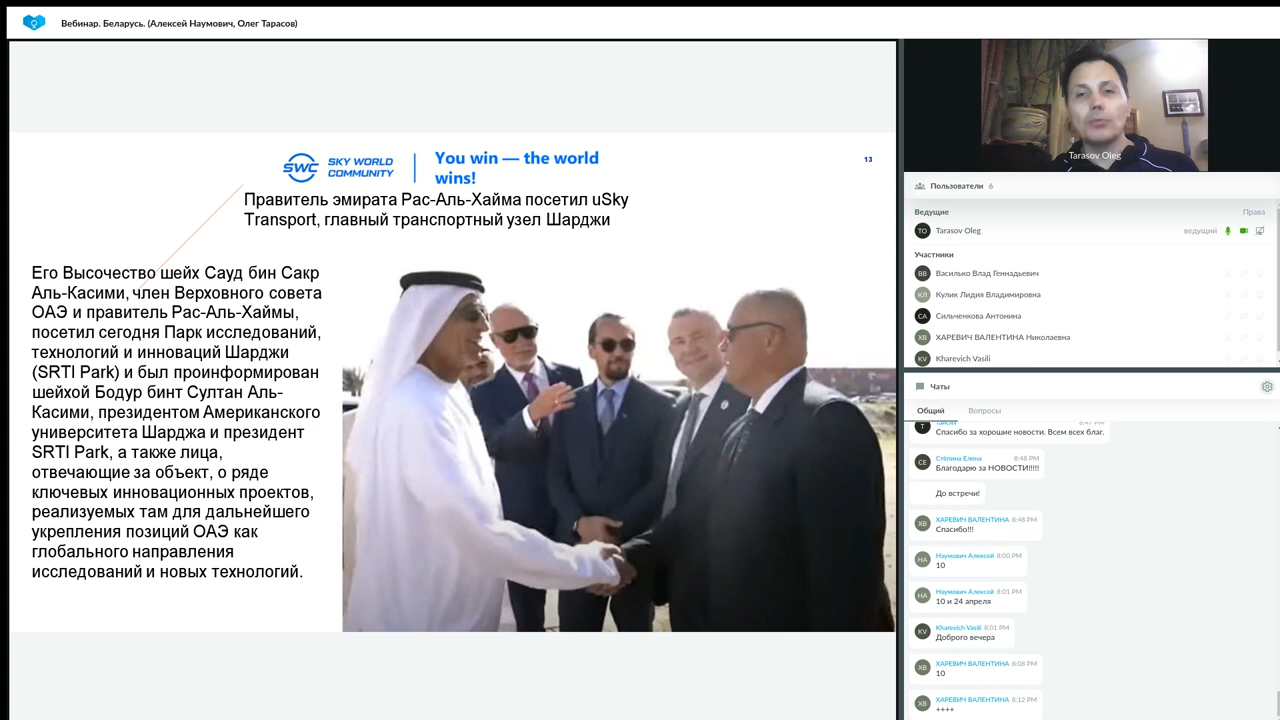 Вебинар. Беларусь. (Алексей Наумович, Олег Тарасов)
SWC
SKY WORLD
COMMUNITY
You win — the world
wins!
13
Правитель эмирата Рас-Аль-Хайма посетил uSky
Transport, главный транспортный узел Шарджи
Его Высочество шейх Сауд бин Сакр
Аль-Касими, член Верховного совета
ОАЭ и правитель Рас-Аль-Хаймы,
посетил сегодня Парк исследований,
технологий и инноваций Шарджи
(SRTI Park) и был проинформирован
шейхой Бодур бинт Султан Аль-
Касими, президентом Американского
университета Шарджа и президент
SRTI Park, а также лица,
отвечающие за объект, о ряде
ключевых инновационных проектов,
реализуемых там для дальнейшего
укрепления позиций ОАЭ как
глобального направления
исследований и новых технологий.
Tarasov Oleg
Пользователи 6
Ведущие Права
TO Tarasov Oleg ведущий
Участники
ВВ Василько Влад Геннадьевич
КЛ Кулик Лидия Владимировна
СА Сильченкова Антонина
ХВ ХАРЕВИЧ ВАЛЕНТИНА Николаевна
KV Kharevich Vasili
Чаты
Общий Вопросы
Т 8:47 PM
Спасибо за хорошие новости. Всем всех благ.
СЕ Стёпина Елена 8:48 PM
Благодарю за НОВОСТИ!!!!!
До встречи!
ХВ ХАРЕВИЧ ВАЛЕНТИНА 8:48 PM
Спасибо!!!
НА Наумович Алексей 8:00 PM
10
НА Наумович Алексей 8:01 PM
10 и 24 апреля
KV Kharevich Vasili 8:01 PM
Доброго вечера
ХВ ХАРЕВИЧ ВАЛЕНТИНА 8:08 PM
10
ХВ ХАРЕВИЧ ВАЛЕНТИНА 8:12 PM
++++